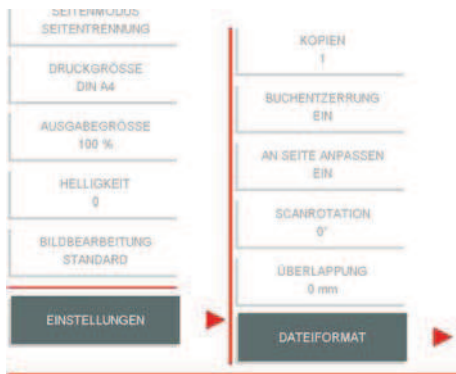 SEITENMODUS
SEITENTRENNUNG
DRUCKGRÖSSE
DIN A4
AUSGABEGRÖSSE
100 %
HELLIGKEIT
0
BILDBEARBEITUNG
STANDARD
EINSTELLUNGEN
KOPIEN
1
BUCHENTZERRUNG
EIN
AN SEITE ANPASSEN
EIN
SCANROTATION
0°
ÜBERLAPPUNG
0 mm
DATEIFORMAT